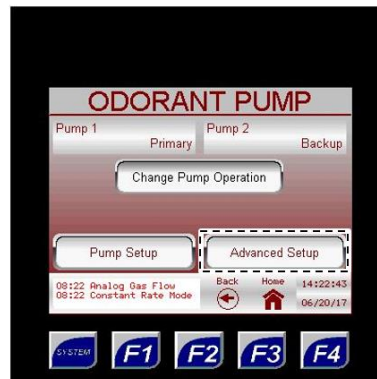 ODORANT PUMP
Pump 1
Primary
Pump 2
Backup
Change Pump Operation
Pump Setup
Advanced Setup
08:22 Analog Gas Flow
08:22 Constant Rate Mode
Back
Home
14:22:43
06/20/17
SYSTEM
F1
F2
F3
F4